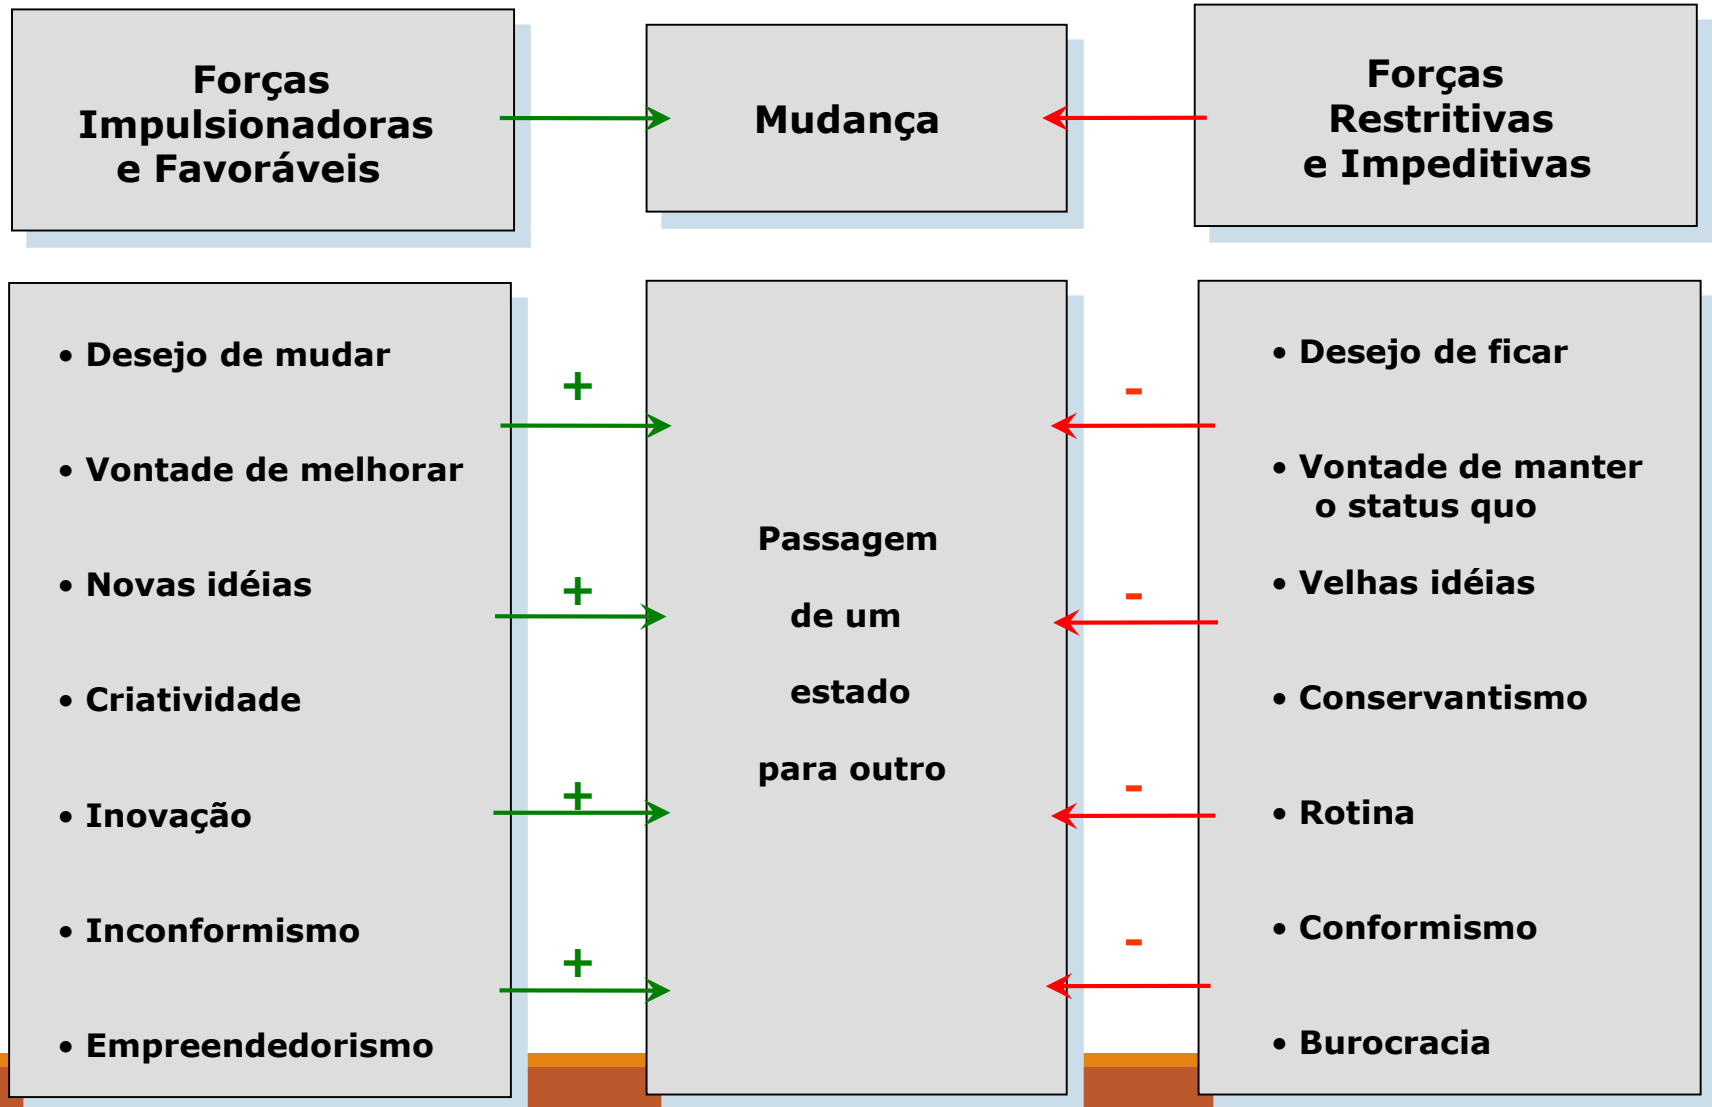 Forças
Impulsionadoras
e Favoráveis
Mudança
Forças
Restritivas
e Impeditivas
• Desejo de mudar
• Vontade de melhorar
• Novas idéias
• Criatividade
• Inovação
• Inconformismo
• Empreendedorismo
+
+
+
+
Passagem
de um
estado
para outro
-
-
-
-
• Desejo de ficar
• Vontade de manter
o status quo
• Velhas idéias
• Conservantismo
• Rotina
• Conformismo
• Burocracia